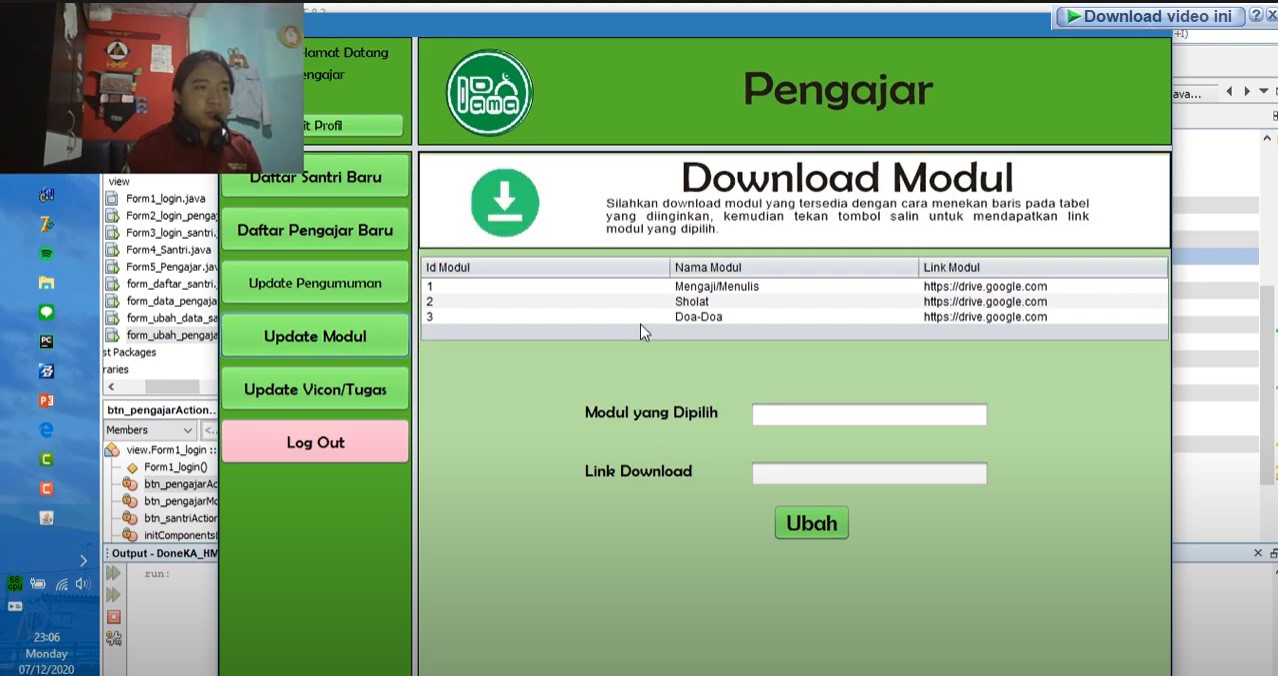 Download video ini
?
X
+I)
lamat Datang
engajar
it Profil
Pama
Pengajar
ava...
Daftar Santri Baru
Daftar Pengajar Baru
Update Pengumuman
Update Modul
Update Vicon/Tugas
Log Out
Download Modul
Silahkan download modul yang tersedia dengan cara menekan baris pada tabel
yang diinginkan, kemudian tekan tombol salin untuk mendapatkan link
modul yang dipilih.
Id Modul Nama Modul Link Modul
1 Mengaji/Menulis https://drive.google.com
2 Sholat https://drive.google.com
3 Doa-Doa https://drive.google.com
Modul yang Dipilih
Link Download
Ubah
view
Form1_login.java
Form2_login_penga
Form3_login_santri.
Form4_Santri.java
Form5_Pengajar.jav
form_daftar_santri.
form_data_pengaja
form_ubah_data_sa
form_ubah_pengaja
st Packages
raries
btn_pengajarAction..
Members
<..
view.Form1_login ::
Form1_login()
btn_pengajarAc
btn_pengajarMo
btn_santriAction
initComponents(
Output - DoneKA_HM
run:
PC
68
cpu
23:06
Monday
07/12/2020